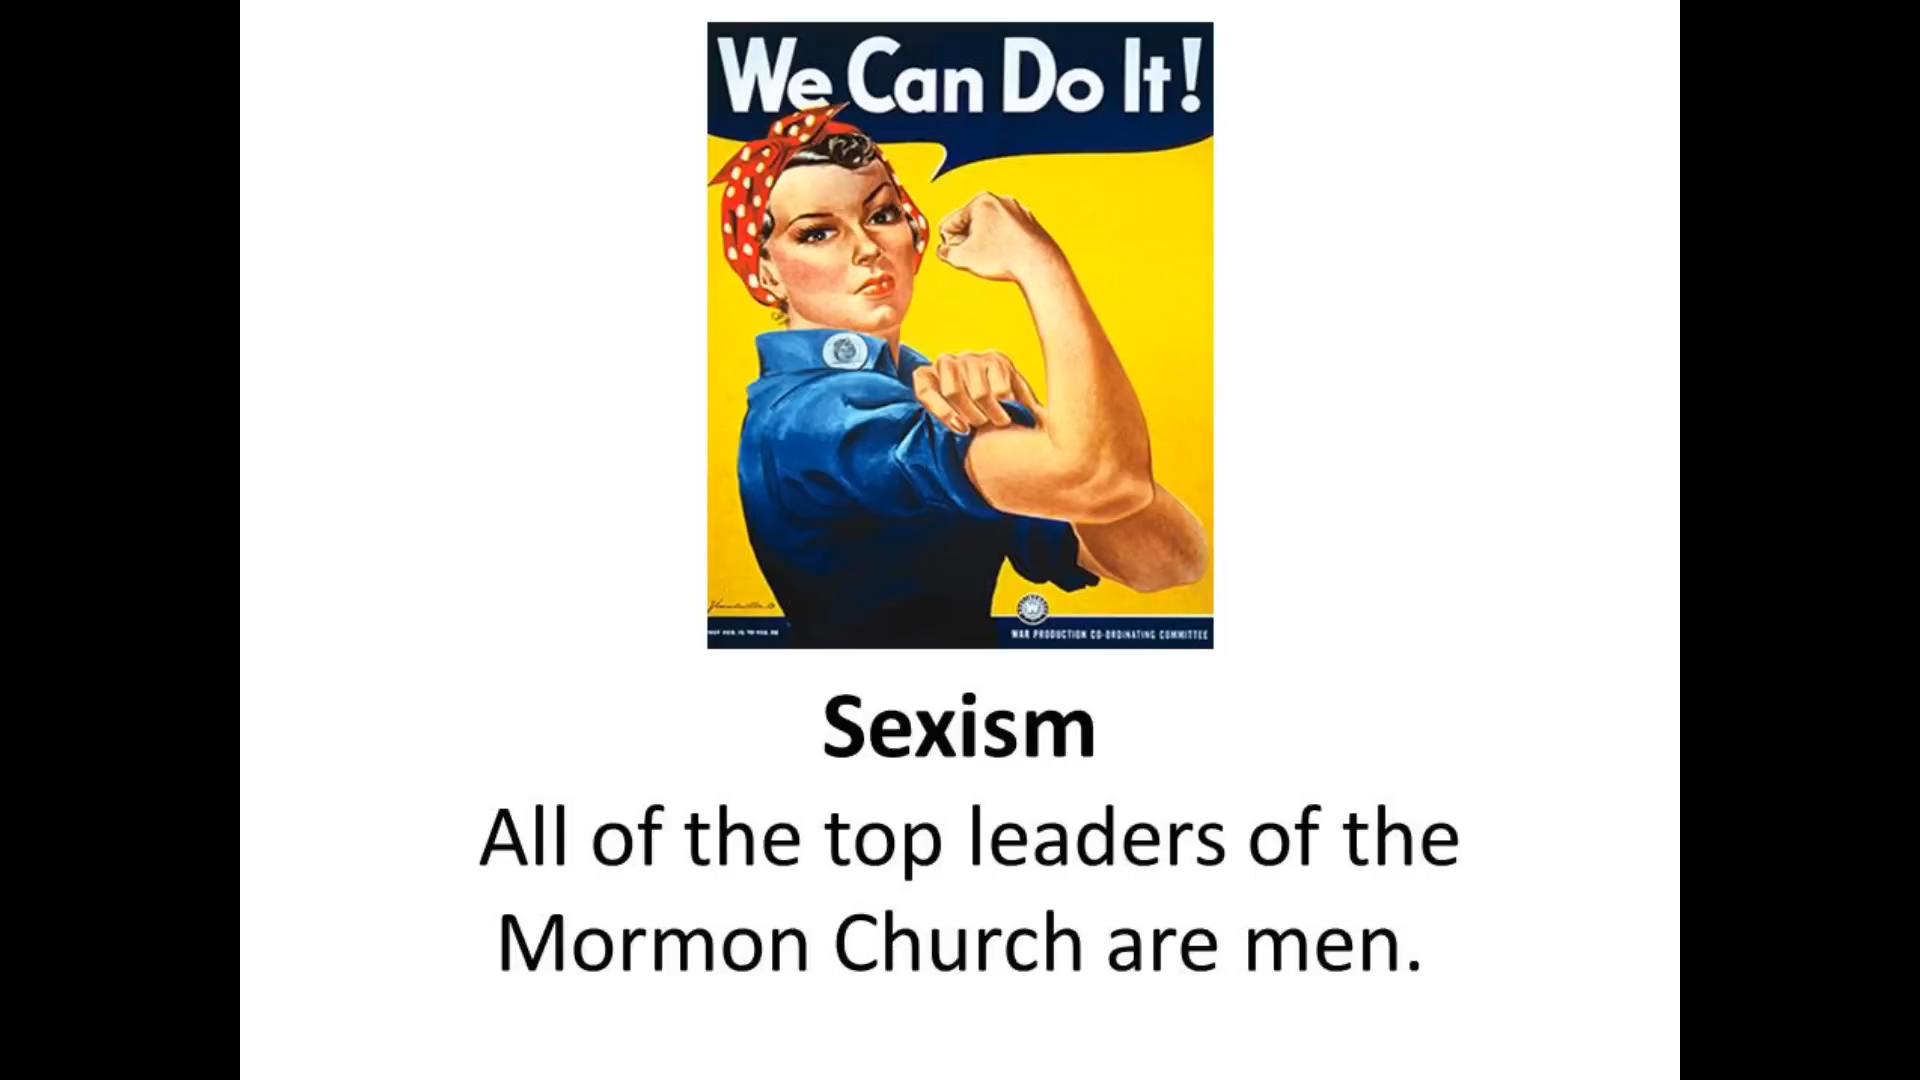 We Can Do It!
WAR PRODUCTION CO-ORDINATING COMMITTEE
Sexism
All of the top leaders of the
Mormon Church are men.